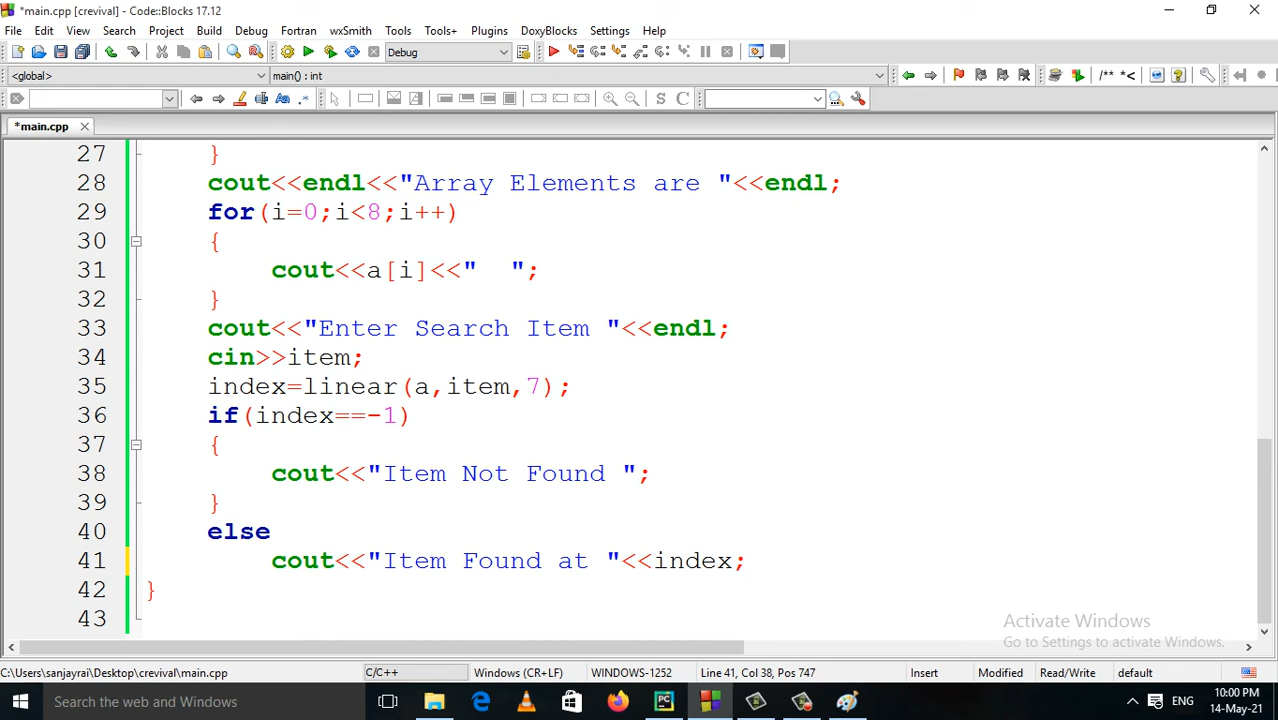 *main.cpp [crevival] - Code::Blocks 17.12
File Edit View Search Project Build Debug Fortran wxSmith Tools Tools+ Plugins DoxyBlocks Settings Help
Debug
<global> main() : int /** *<
Aa .* S C
*main.cpp
27 }
28 cout<<endl<<"Array Elements are "<<endl;
29 for(i=0;i<8;i++)
30 {
31 cout<<a[i]<<"  ";
32 }
33 cout<<"Enter Search Item "<<endl;
34 cin>>item;
35 index=linear(a,item,7);
36 if(index==-1)
37 {
38 cout<<"Item Not Found ";
39 }
40 else
41 cout<<"Item Found at "<<index;
42 }
43
Activate Windows
Go to Settings to activate Windows.
C:\Users\sanjayrai\Desktop\crevival\main.cpp C/C++ Windows (CR+LF) WINDOWS-1252 Line 41, Col 38, Pos 747 Insert Modified Read/Write default
Search the web and Windows PC ENG 10:00 PM
14-May-21